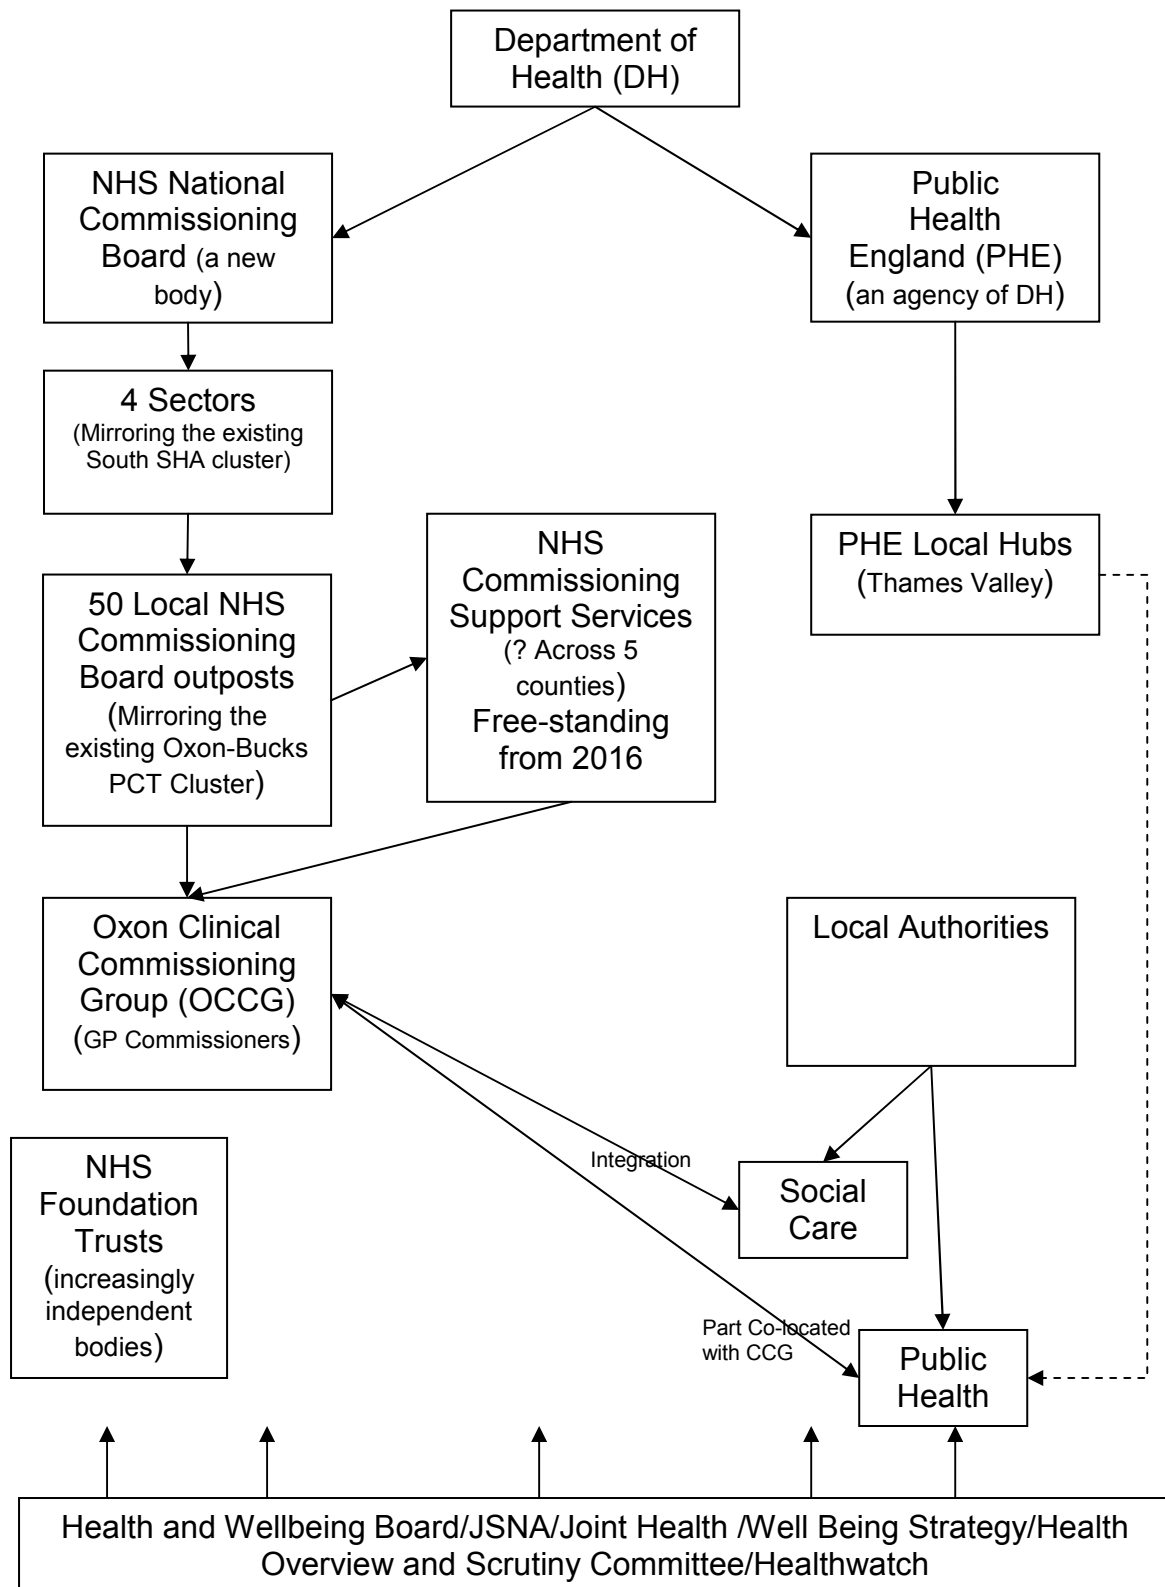 Department of
Health (DH)
NHS National
Commissioning
Board (a new
body)
Public
Health
England (PHE)
(an agency of DH)
4 Sectors
(Mirroring the existing
South SHA cluster)
NHS
Commissioning
Support Services
(? Across 5
counties)
Free-standing
from 2016
PHE Local Hubs
(Thames Valley)
50 Local NHS
Commissioning
Board outposts
(Mirroring the
existing Oxon-Bucks
PCT Cluster)
Oxon Clinical
Commissioning
Group (OCCG)
(GP Commissioners)
Local Authorities
NHS
Foundation
Trusts
(increasingly
independent
bodies)
Integration
Social
Care
Part Co-located
with CCG
Public
Health
Health and Wellbeing Board/JSNA/Joint Health /Well Being Strategy/Health
Overview and Scrutiny Committee/Healthwatch